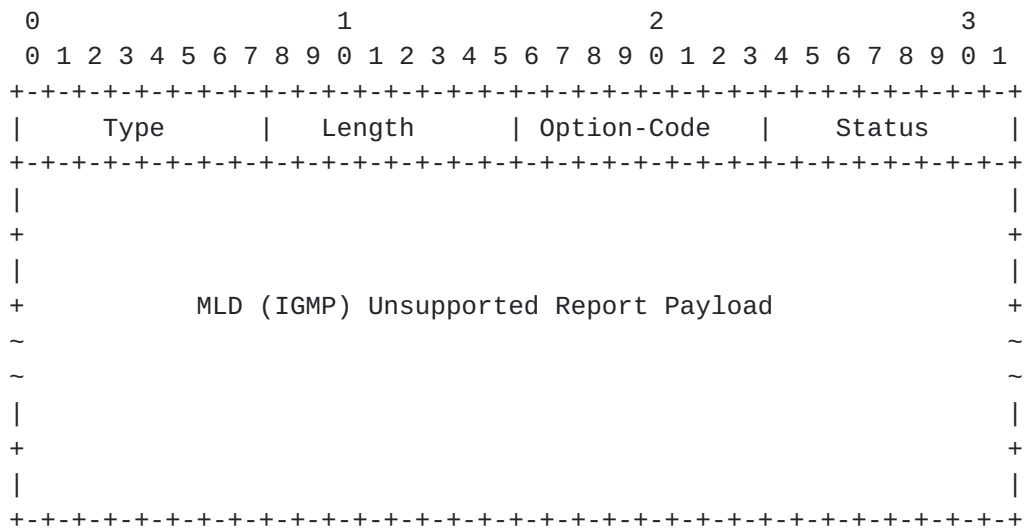 0                   1                   2                   3
 0 1 2 3 4 5 6 7 8 9 0 1 2 3 4 5 6 7 8 9 0 1 2 3 4 5 6 7 8 9 0 1
+-+-+-+-+-+-+-+-+-+-+-+-+-+-+-+-+-+-+-+-+-+-+-+-+-+-+-+-+-+-+-+-+
|     Type      |   Length      | Option-Code   |    Status     |
+-+-+-+-+-+-+-+-+-+-+-+-+-+-+-+-+-+-+-+-+-+-+-+-+-+-+-+-+-+-+-+-+
|                                                               |
+                                                               +
|                                                               |
+           MLD (IGMP) Unsupported Report Payload               +
~                                                               ~
~                                                               ~
|                                                               |
+                                                               +
|                                                               |
+-+-+-+-+-+-+-+-+-+-+-+-+-+-+-+-+-+-+-+-+-+-+-+-+-+-+-+-+-+-+-+-+